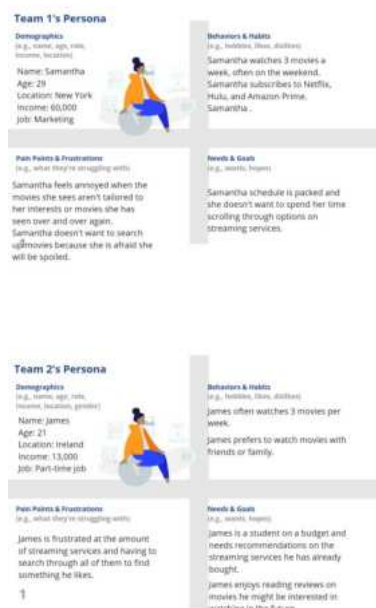 Team 1's Persona
Demographics
(e.g., name, age, role,
income, location)
Name: Samantha
Age: 29
Location: New York
Income: 60,000
Job: Marketing
Behaviors & Habits
(e.g., hobbies, likes, dislikes)
Samantha watches 3 movies a
week, often on the weekend.
Samantha subscribes to Netflix,
Hulu, and Amazon Prime.
Samantha .
Pain Points & Frustrations
(e.g., what they're struggling with)
Samantha feels annoyed when the
movies she sees aren't tailored to
her interests or movies she has
seen over and over again.
Samantha doesn't want to search
up movies because she is afraid she
will be spoiled.
Needs & Goals
(e.g., wants, hopes)
Samantha schedule is packed and
she doesn't want to spend her time
scrolling through options on
streaming services.
Team 2's Persona
Demographics
(e.g., name, age, role,
income, location, gender)
Name: James
Age: 21
Location: Ireland
Income: 13,000
Job: Part-time job
Behaviors & Habits
(e.g., hobbies, likes, dislikes)
James often watches 3 movies per
week.
James prefers to watch movies with
friends or family.
Pain Points & Frustrations
(e.g., what they're struggling with)
James is frustrated at the amount
of streaming services and having to
search through all of them to find
something he likes.
1
Needs & Goals
(e.g., wants, hopes)
James is a student on a budget and
needs recommendations on the
streaming services he has already
bought.
James enjoys reading reviews on
movies he might be interested in
watching in the future.